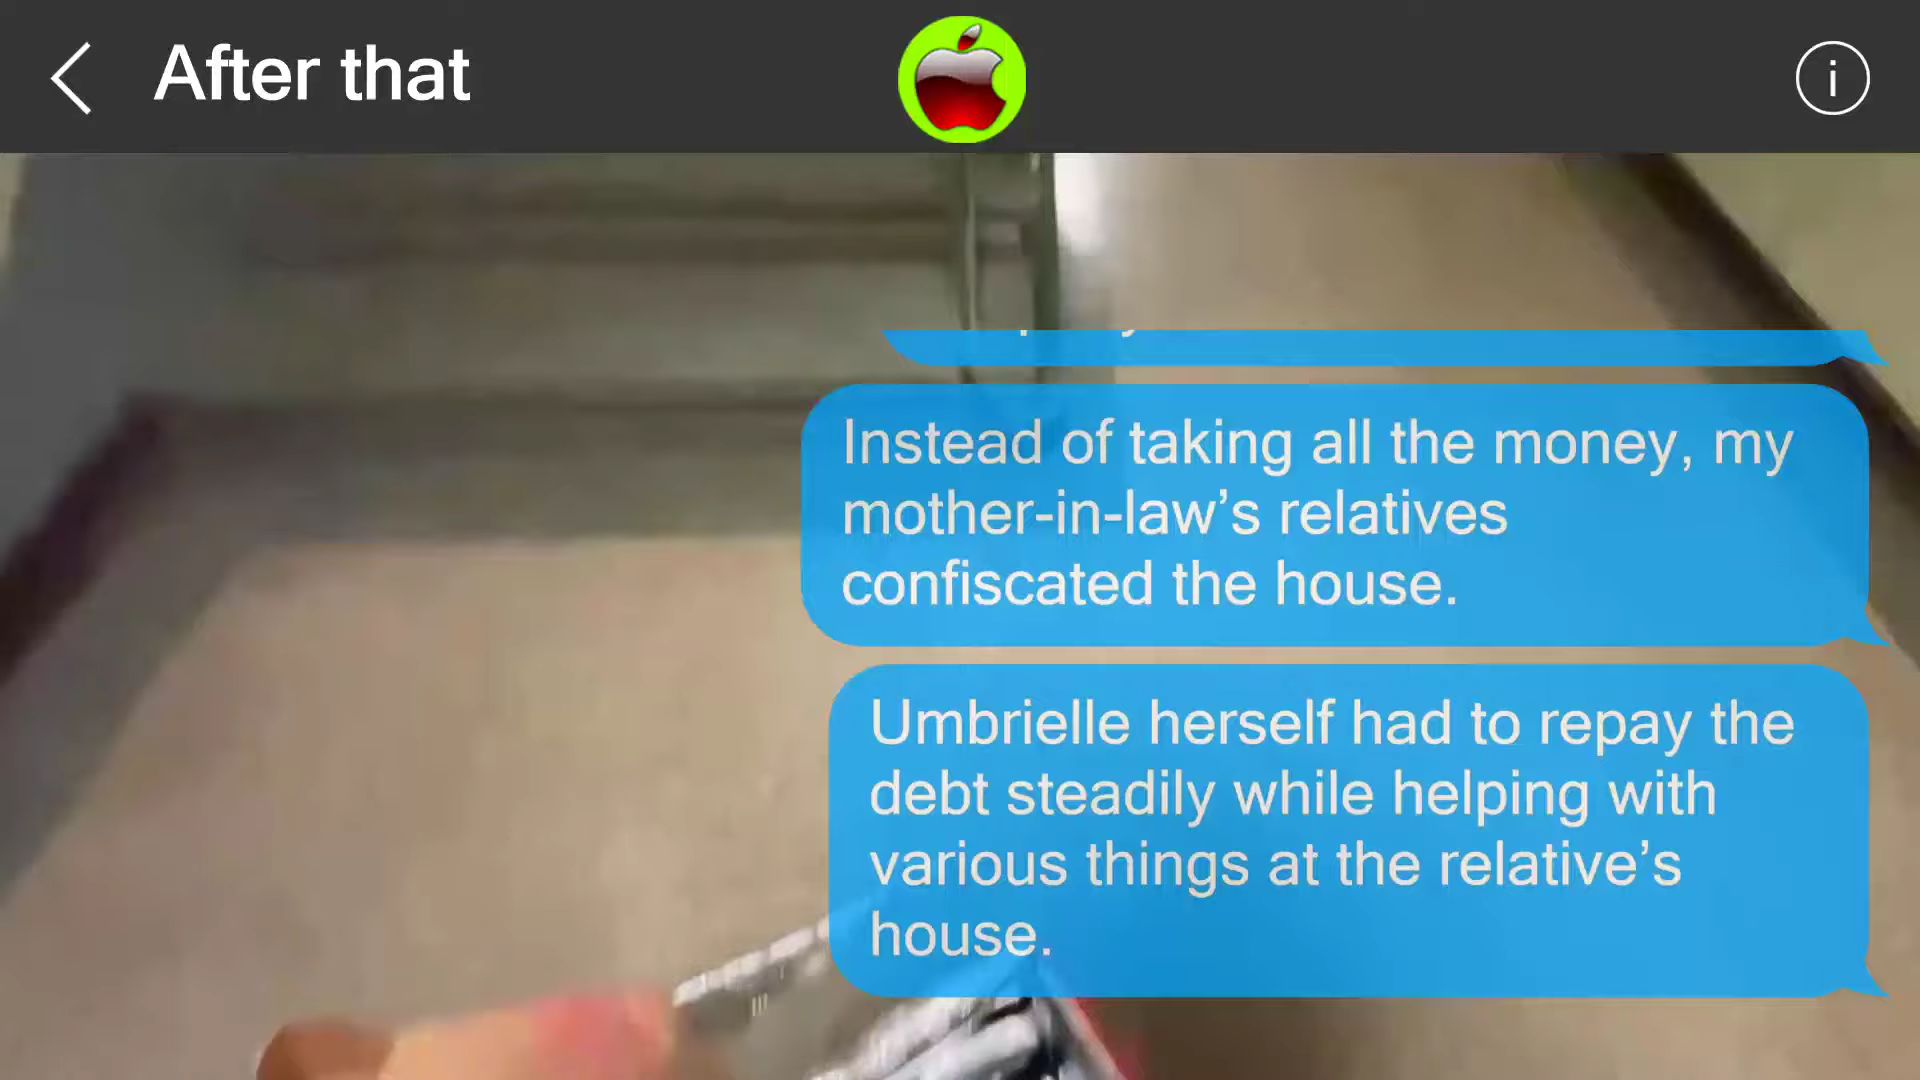 After that
Instead of taking all the money, my
mother-in-law’s relatives
confiscated the house.
Umbrielle herself had to repay the
debt steadily while helping with
various things at the relative’s
house.